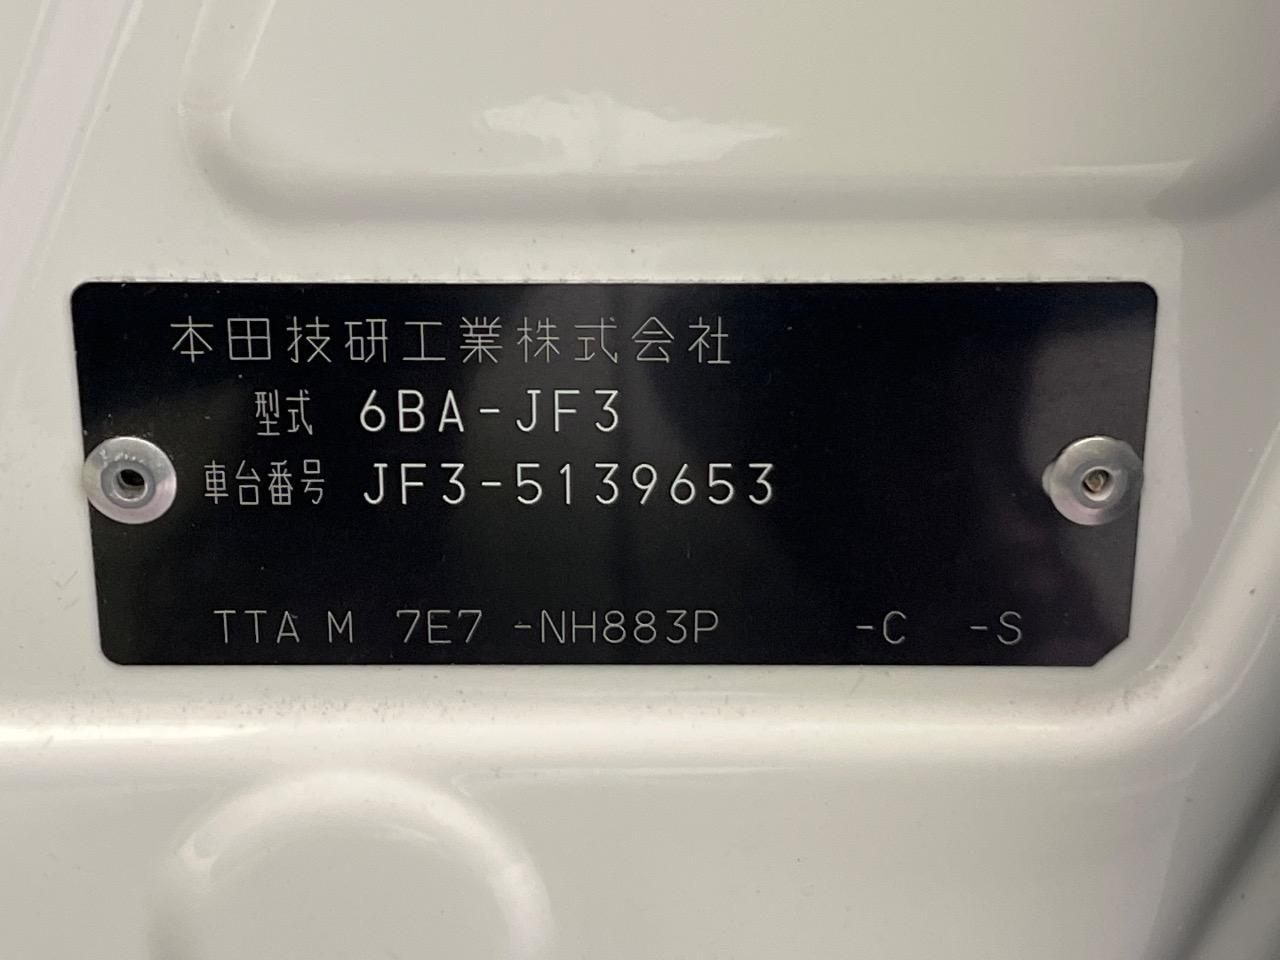 本田技研工業株式会社
型式 6BA-JF3
車台番号 JF3-5139653
TTA M 7E7 -NH883P -C -S